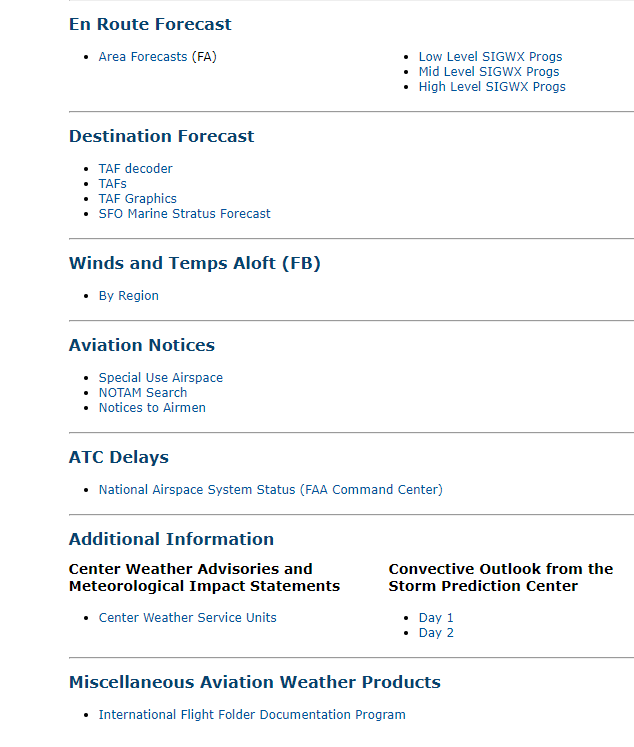 En Route Forecast
Area Forecasts (FA)
Low Level SIGWX Progs
Mid Level SIGWX Progs
High Level SIGWX Progs
Destination Forecast
TAF decoder
TAFs
TAF Graphics
SFO Marine Stratus Forecast
Winds and Temps Aloft (FB)
By Region
Aviation Notices
Special Use Airspace
NOTAM Search
Notices to Airmen
ATC Delays
National Airspace System Status (FAA Command Center)
Additional Information
Center Weather Advisories and
Meteorological Impact Statements
Center Weather Service Units
Convective Outlook from the
Storm Prediction Center
Day 1
Day 2
Miscellaneous Aviation Weather Products
International Flight Folder Documentation Program